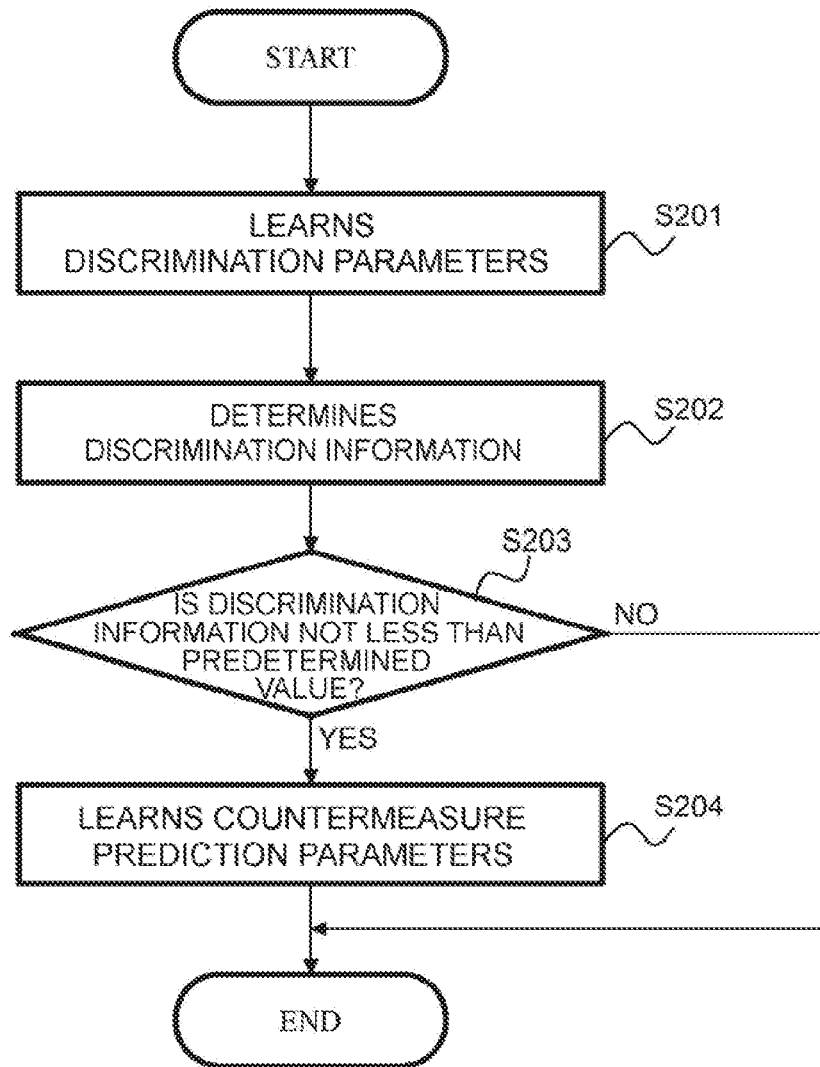 START
LEARNS
DISCRIMINATION PARAMETERS
S201
DETERMINES
DISCRIMINATION INFORMATION
S202
S203
IS DISCRIMINATION
INFORMATION NOT LESS THAN
PREDETERMINED
VALUE?
NO
YES
LEARNS COUNTERMEASURE
PREDICTION PARAMETERS
S204
END